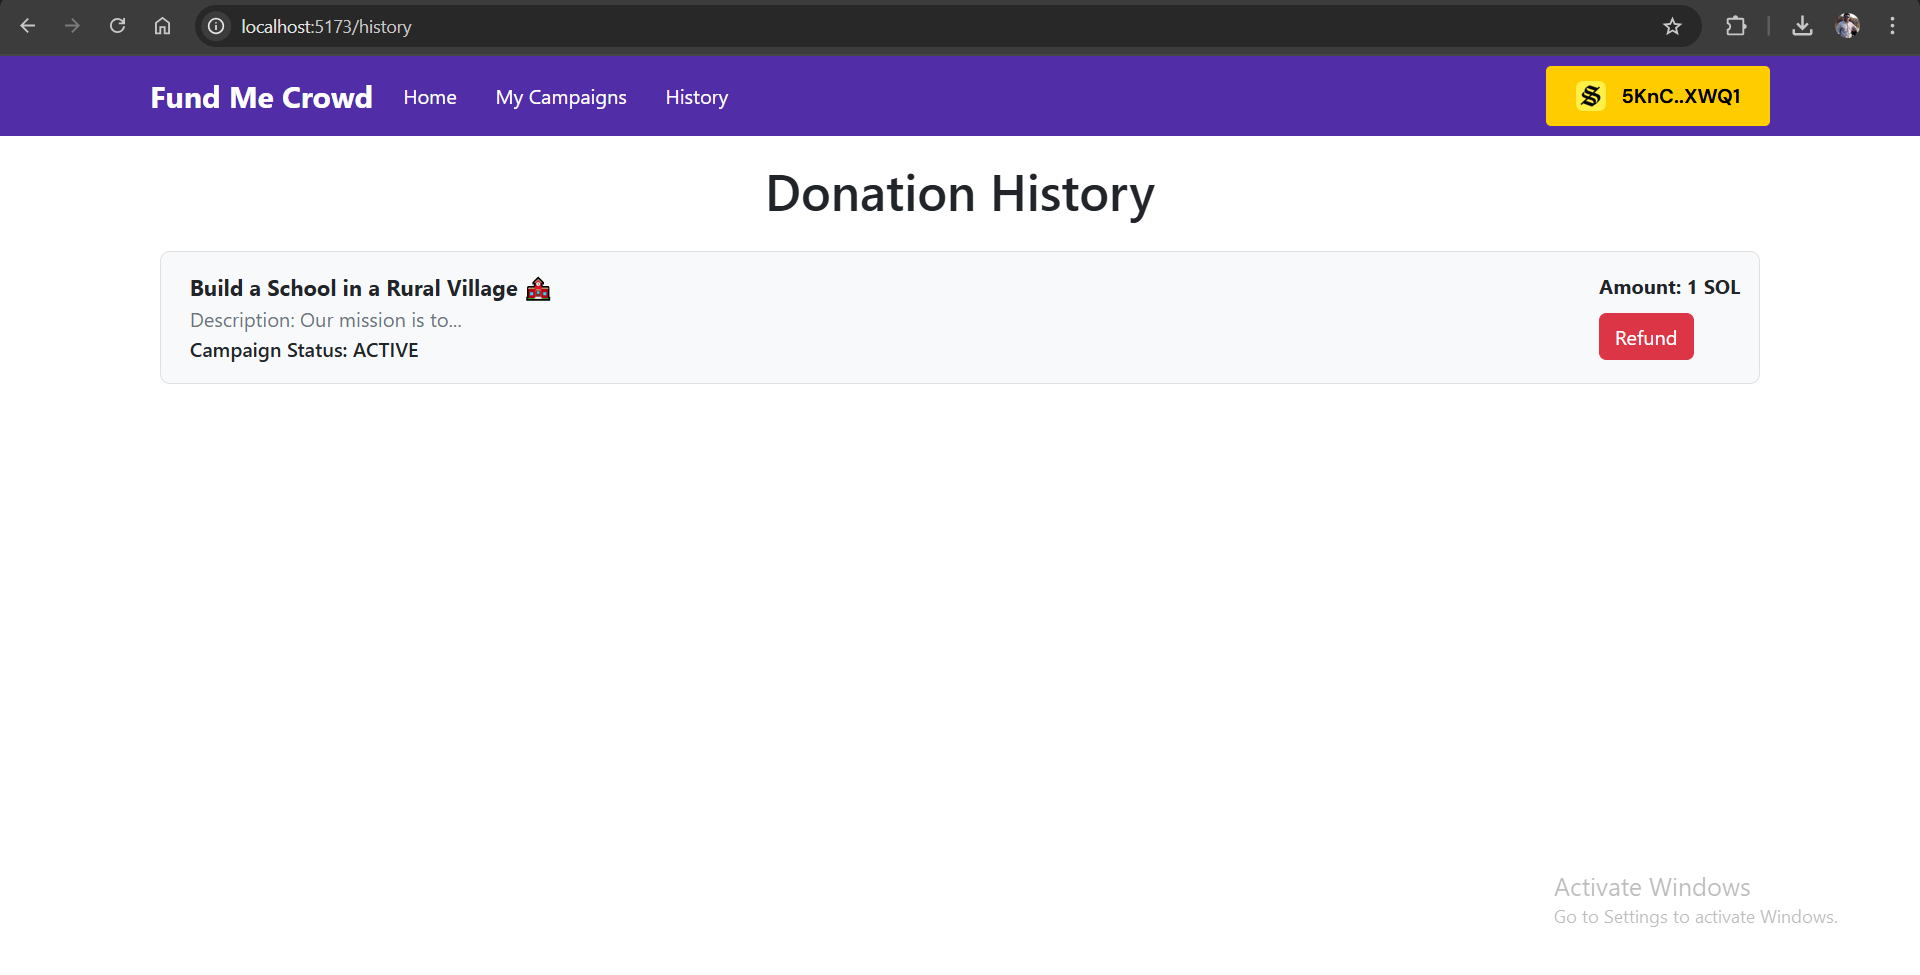 localhost:5173/history
Fund Me Crowd Home My Campaigns History 5KnC..XWQ1
Donation History
Build a School in a Rural Village 🏫
Description: Our mission is to...
Campaign Status: ACTIVE
Amount: 1 SOL
Refund
Activate Windows
Go to Settings to activate Windows.